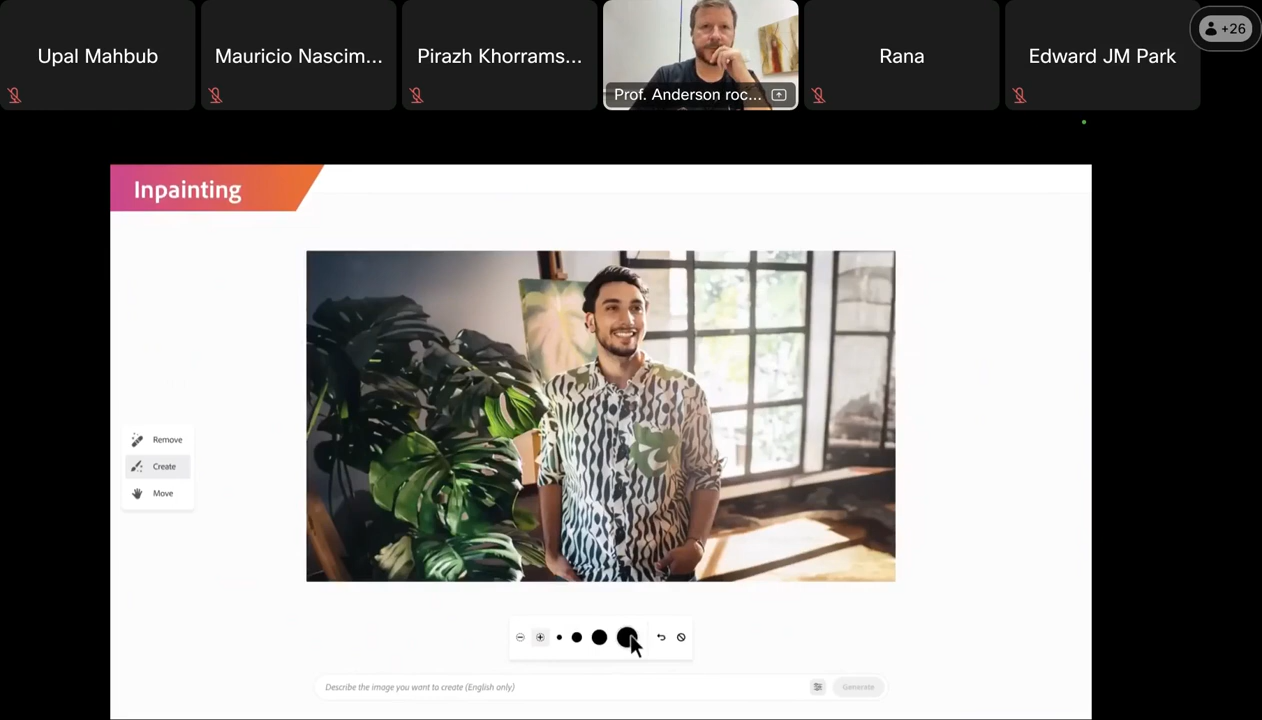 Upal Mahbub
Mauricio Nascim...
Pirazh Khorrams...
Prof. Anderson roc...
Rana
Edward JM Park
+26
Inpainting
Remove
Create
Move
Describe the image you want to create (English only)
Generate